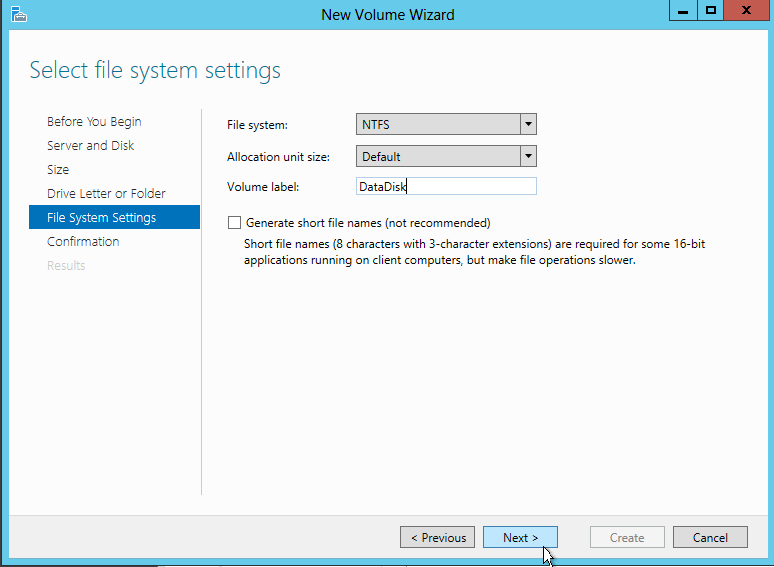 New Volume Wizard
Select file system settings
Before You Begin
Server and Disk
Size
Drive Letter or Folder
File System Settings
Confirmation
Results
File system: NTFS
Allocation unit size: Default
Volume label: DataDisk
Generate short file names (not recommended)
Short file names (8 characters with 3-character extensions) are required for some 16-bit
applications running on client computers, but make file operations slower.
< Previous Next > Create Cancel